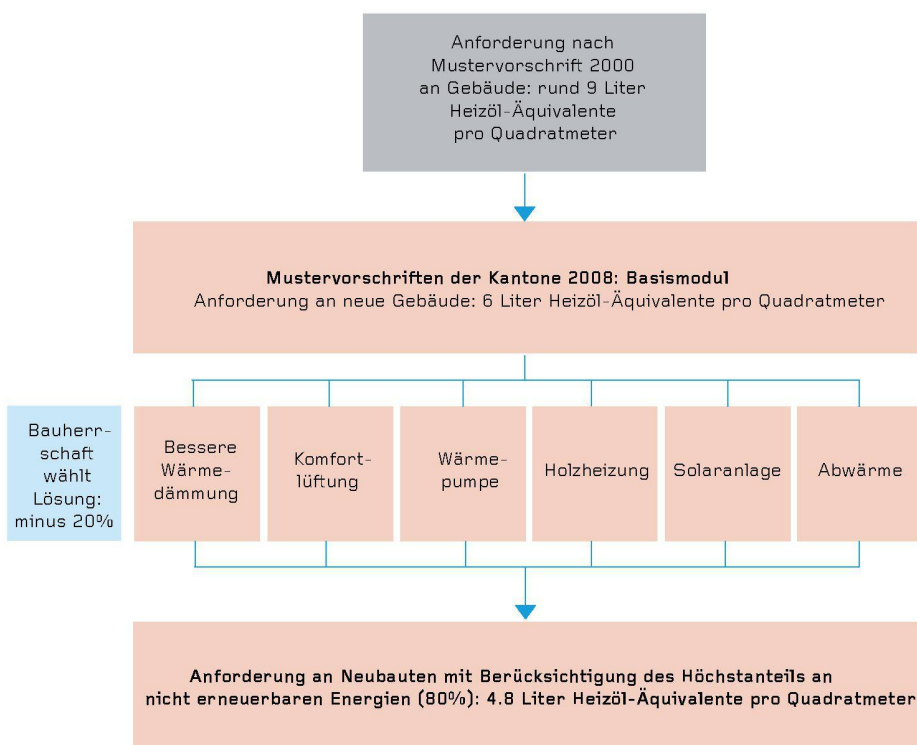 Anforderung nach
Mustervorschrift 2000
an Gebäude: rund 9 Liter
Heizöl-Äquivalente
pro Quadratmeter
Mustervorschriften der Kantone 2008: Basismodul
Anforderung an neue Gebäude: 6 Liter Heizöl-Äquivalente pro Quadratmeter
Bauherr-
schaft
wählt
Lösung:
minus 20%
Bessere
Wärme-
dämmung
Komfort-
lüftung
Wärme-
pumpe
Holzheizung
Solaranlage
Abwärme
Anforderung an Neubauten mit Berücksichtigung des Höchstanteils an
nicht erneuerbaren Energien (80%): 4.8 Liter Heizöl-Äquivalente pro Quadratmeter